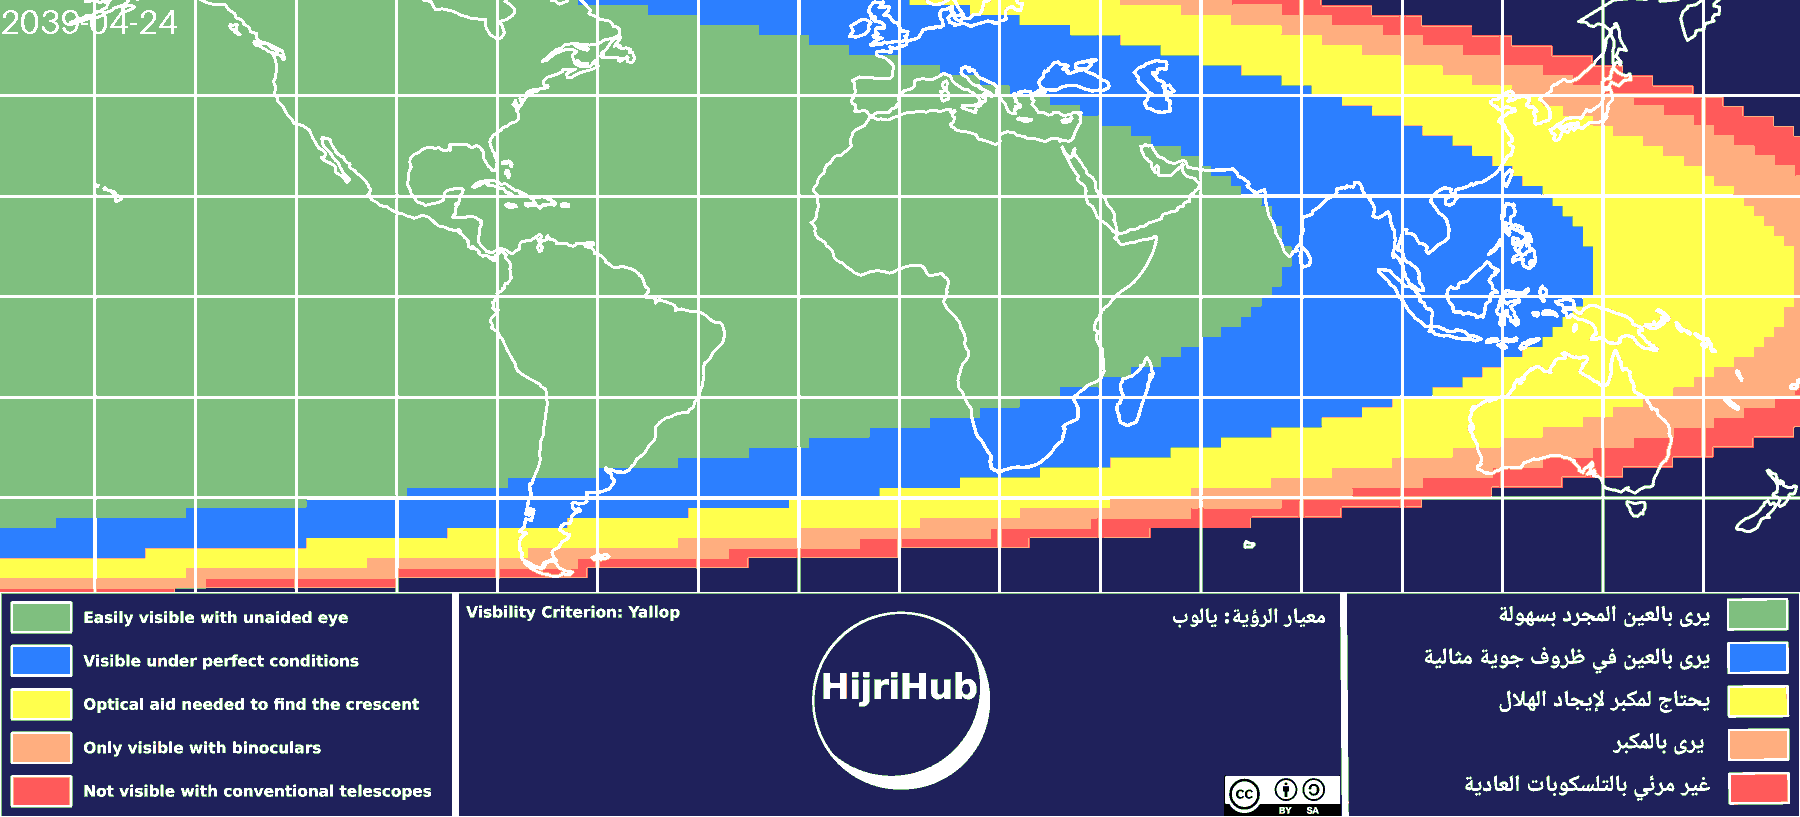 2039-04-24
Easily visible with unaided eye
Visible under perfect conditions
Optical aid needed to find the crescent
Only visible with binoculars
Not visible with conventional telescopes
Visbility Criterion: Yallop
معيار الرؤية: يالوب
HijriHub
cc
BY SA
يرى بالعين المجرد بسهولة
يرى بالعين في ظروف جوية مثالية
يحتاج لمكبر لإيجاد الهلال
يرى بالمكبر
غير مرئي بالتلسكوبات العادية